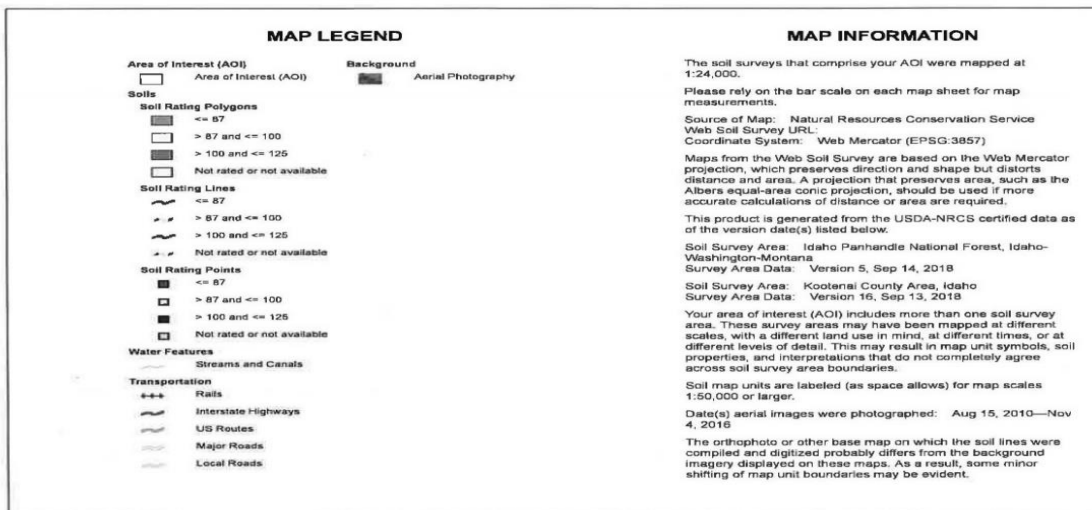 MAP LEGEND
Area of Interest (AOI)
Area of Interest (AOI)
Soils
Soil Rating Polygons
<= 87
> 87 and <= 100
> 100 and <= 125
Not rated or not available
Soil Rating Lines
<= 87
> 87 and <= 100
> 100 and <= 125
Not rated or not available
Soil Rating Points
<= 87
> 87 and <= 100
> 100 and <= 125
Not rated or not available
Water Features
Streams and Canals
Transportation
Rails
Interstate Highways
US Routes
Major Roads
Local Roads
Background
Aerial Photography
MAP INFORMATION
The soil surveys that comprise your AOI were mapped at
1:24,000.
Please rely on the bar scale on each map sheet for map
measurements.
Source of Map: Natural Resources Conservation Service
Web Soil Survey URL:
Coordinate System: Web Mercator (EPSG:3857)
Maps from the Web Soil Survey are based on the Web Mercator
projection, which preserves direction and shape but distorts
distance and area. A projection that preserves area, such as the
Albers equal-area conic projection, should be used if more
accurate calculations of distance or area are required.
This product is generated from the USDA-NRCS certified data as
of the version date(s) listed below.
Soil Survey Area: Idaho Panhandle National Forest, Idaho-
Washington-Montana
Survey Area Data: Version 5, Sep 14, 2018
Soil Survey Area: Kootenai County Area, Idaho
Survey Area Data: Version 16, Sep 13, 2018
Your area of interest (AOI) includes more than one soil survey
area. These survey areas may have been mapped at different
scales, with a different land use in mind, at different times, or at
different levels of detail. This may result in map unit symbols, soil
properties, and interpretations that do not completely agree
across soil survey area boundaries.
Soil map units are labeled (as space allows) for map scales
1:50,000 or larger.
Date(s) aerial images were photographed: Aug 15, 2010—Nov
4, 2016
The orthophoto or other base map on which the soil lines were
compiled and digitized probably differs from the background
imagery displayed on these maps. As a result, some minor
shifting of map unit boundaries may be evident.